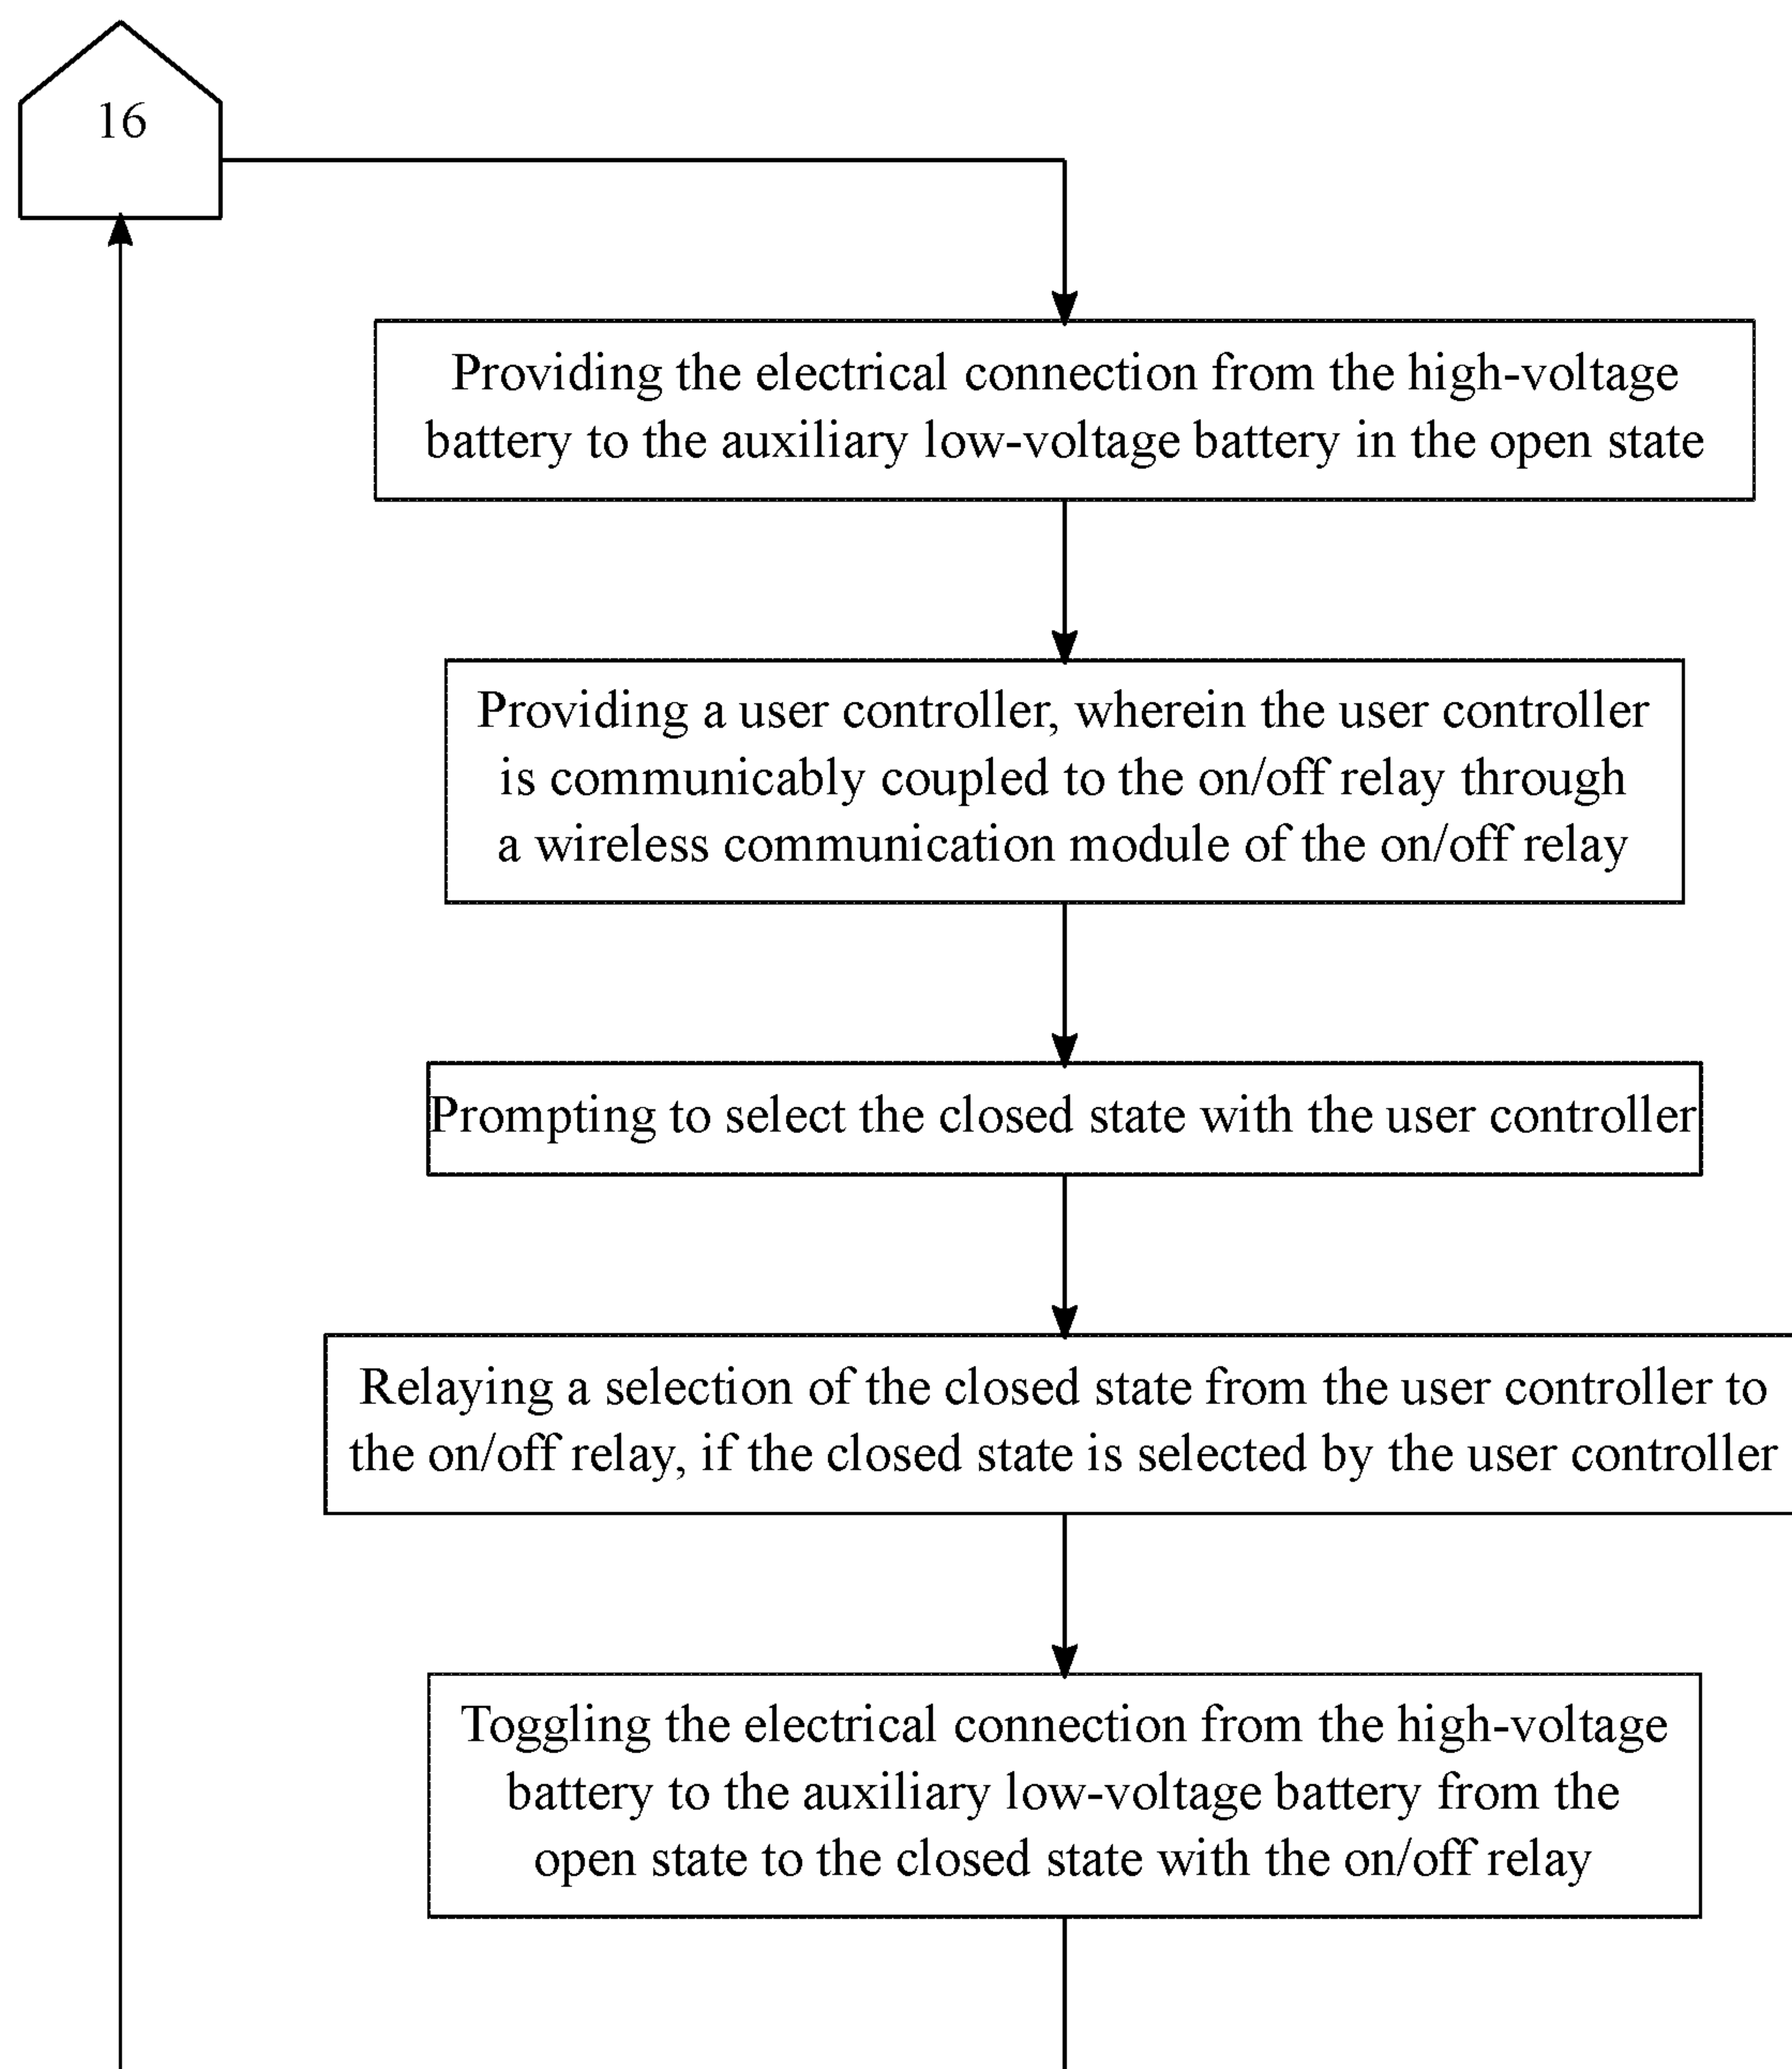 16
Providing the electrical connection from the high-voltage
battery to the auxiliary low-voltage battery in the open state
Providing a user controller, wherein the user controller
is communicably coupled to the on/off relay through
a wireless communication module of the on/off relay
Prompting to select the closed state with the user controller
Relaying a selection of the closed state from the user controller to
the on/off relay, if the closed state is selected by the user controller
Toggling the electrical connection from the high-voltage
battery to the auxiliary low-voltage battery from the
open state to the closed state with the on/off relay